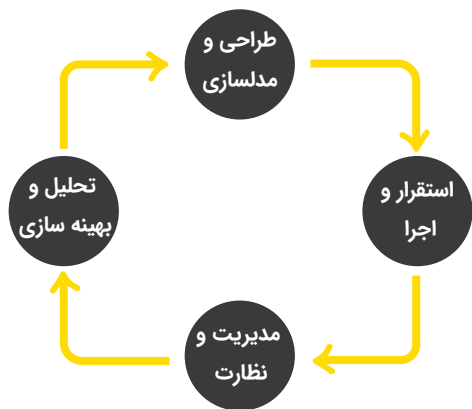 طراحی و
مدلسازی
استقرار و
اجرا
مدیریت و
نظارت
تحلیل و
بهینه سازی